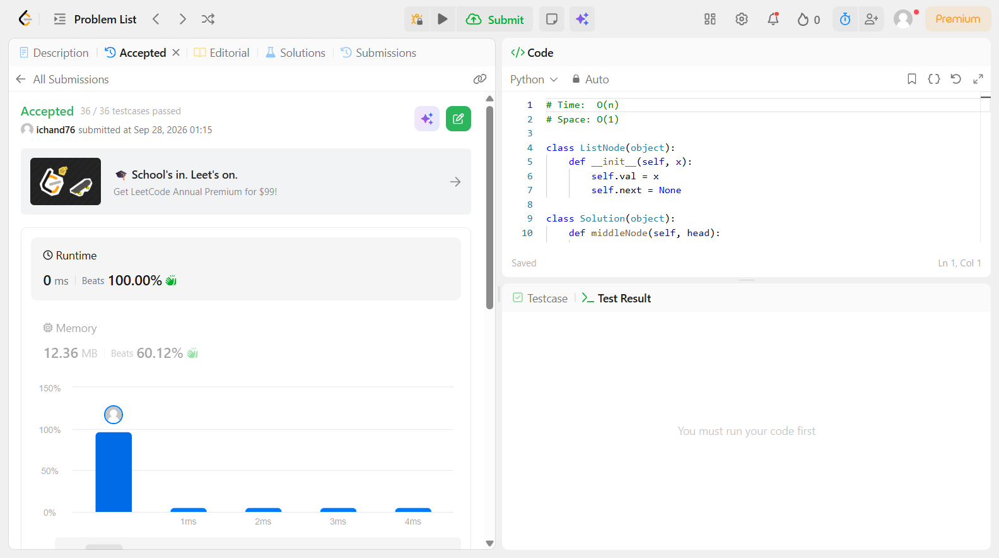 Problem List
Submit
0
Premium
Description
Accepted
Editorial
Solutions
Submissions
All Submissions
Accepted 36 / 36 testcases passed
ichand76 submitted at Sep 28, 2026 01:15
🎓 School's in. Leet's on.
Get LeetCode Annual Premium for $99!
Runtime
0 ms Beats 100.00%
Memory
12.36 MB Beats 60.12%
150%
100%
50%
0%
1ms 2ms 3ms 4ms
</> Code
Python Auto
1 # Time:  O(n)
2 # Space: O(1)
3
4 class ListNode(object):
5     def __init__(self, x):
6         self.val = x
7         self.next = None
8
9 class Solution(object):
10     def middleNode(self, head):
Saved Ln 1, Col 1
Testcase
Test Result
You must run your code first